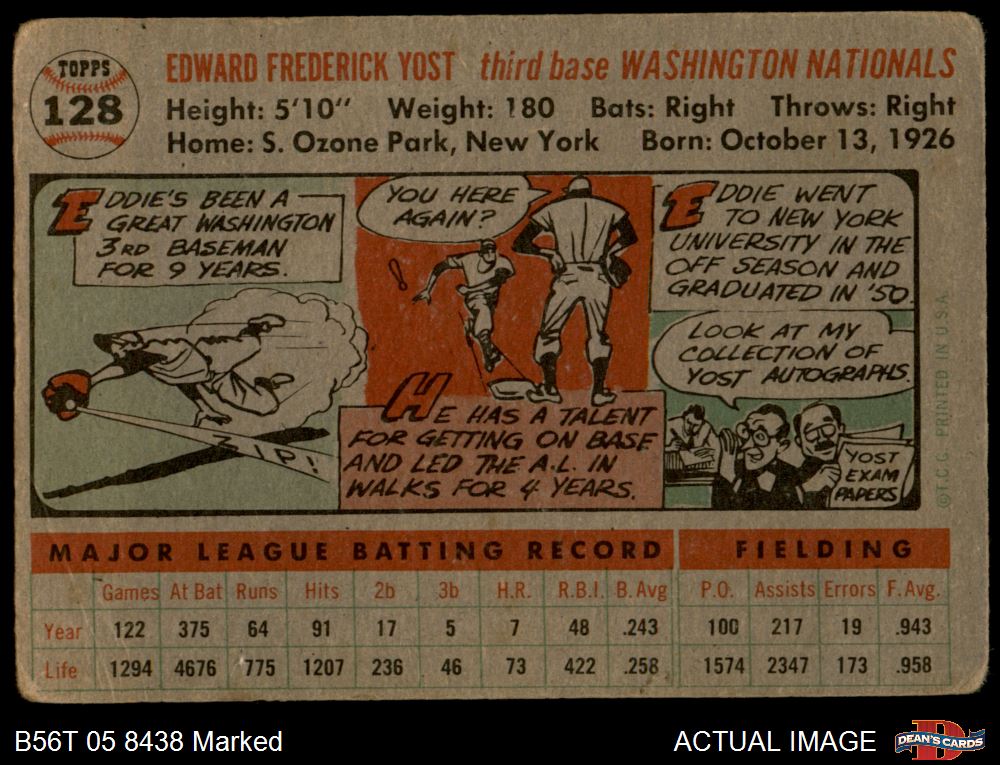 TOPPS
128
EDWARD FREDERICK YOST third base WASHINGTON NATIONALS
Height: 5'10" Weight: 180 Bats: Right Throws: Right
Home: S. Ozone Park, New York Born: October 13, 1926
EDDIE'S BEEN A
GREAT WASHINGTON
3RD BASEMAN
FOR 9 YEARS.
ZIP!
YOU HERE
AGAIN?
!
HE HAS A TALENT
FOR GETTING ON BASE
AND LED THE A.L. IN
WALKS FOR 4 YEARS.
EDDIE WENT
TO NEW YORK
UNIVERSITY IN THE
OFF SEASON AND
GRADUATED IN '50.
LOOK AT MY
COLLECTION OF
YOST AUTOGRAPHS.
YOST
EXAM
PAPERS
©T.C.G. PRINTED IN U.S.A.
MAJOR LEAGUE BATTING RECORD FIELDING
Games At Bat Runs Hits 2b 3b H.R. R.B.I. B. Avg P.O. Assists Errors F. Avg.
Year 122 375 64 91 17 5 7 48 .243 100 217 19 .943
Life 1294 4676 775 1207 236 46 73 422 .258 1574 2347 173 .958
B56T 05 8438 Marked
ACTUAL IMAGE
DEAN'S CARDS